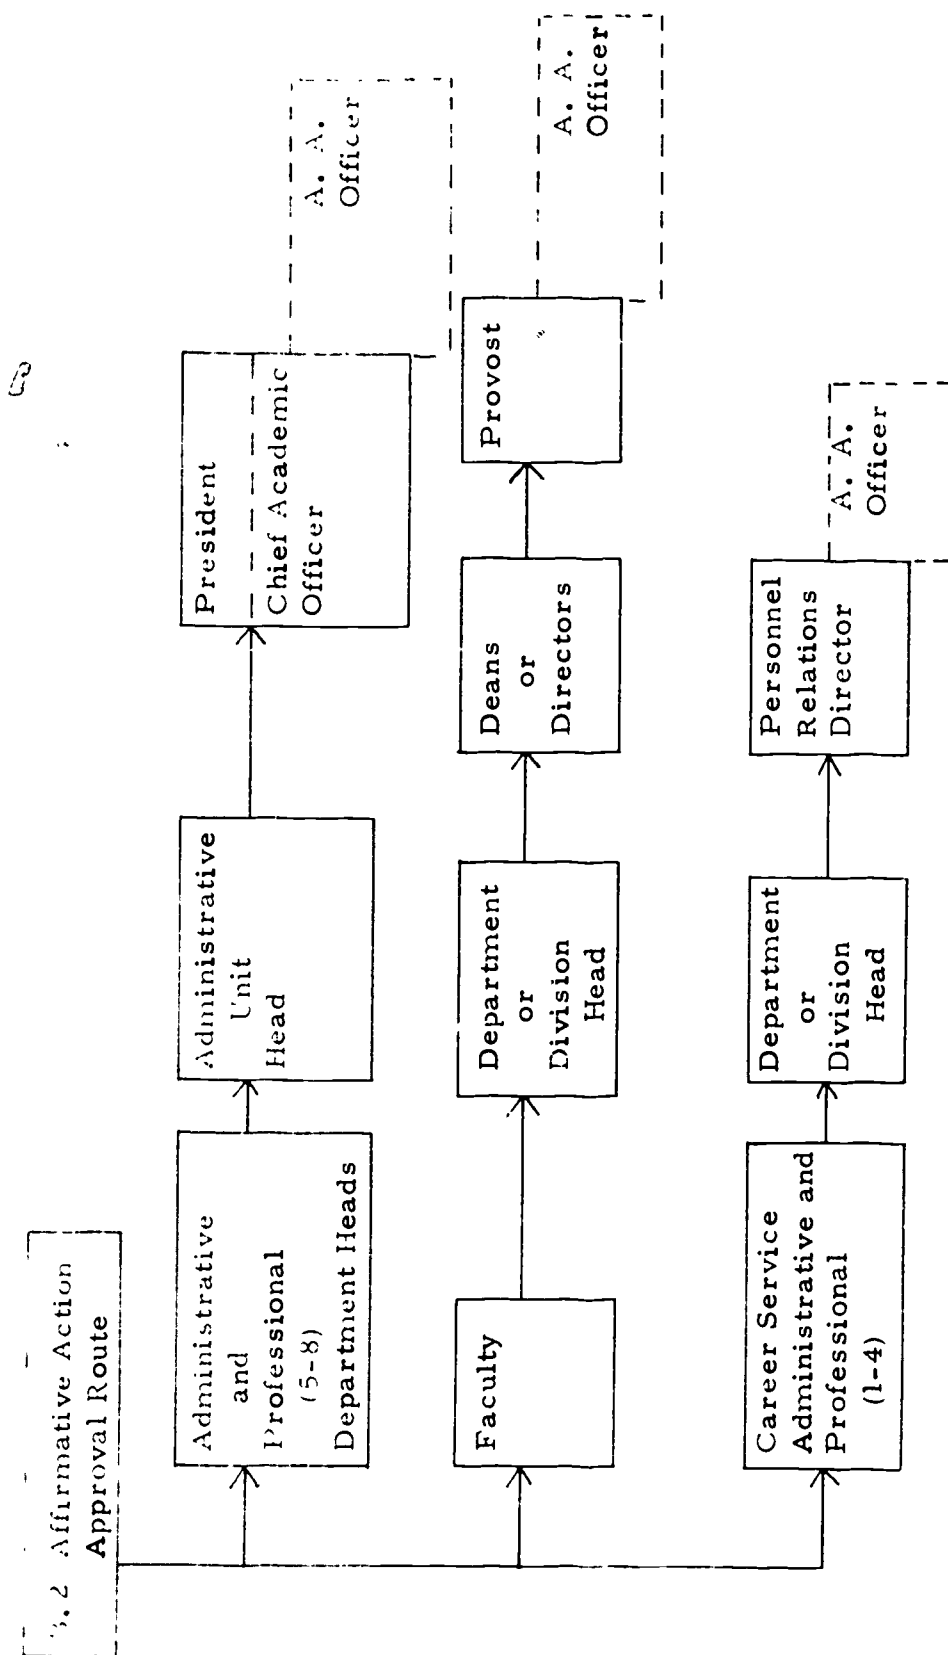 Affirmative Action
Approval Route
Administrative
and
Professional
(5-8)
Department Heads
Administrative
Unit
Head
President
Chief Academic
Officer
A. A.
Officer
Faculty
Department
or
Division
Head
Deans
or
Directors
Provost
A. A.
Officer
Career Service
Administrative and
Professional
(1-4)
Department
or
Division
Head
Personnel
Relations
Director
A. A.
Officer